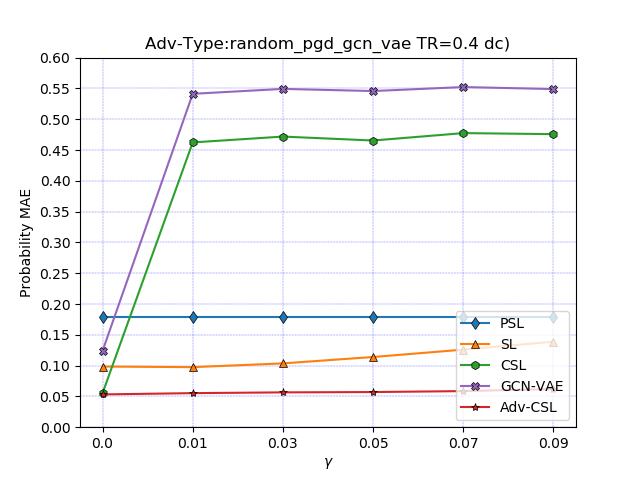 Adv-Type:random_pgd_gcn_vae TR=0.4 dc)
Probability MAE
0.60
0.55
0.50
0.45
0.40
0.35
0.30
0.25
0.20
0.15
0.10
0.05
0.00
PSL
SL
CSL
GCN-VAE
Adv-CSL
0.0 0.01 0.03 0.05 0.07 0.09
γ